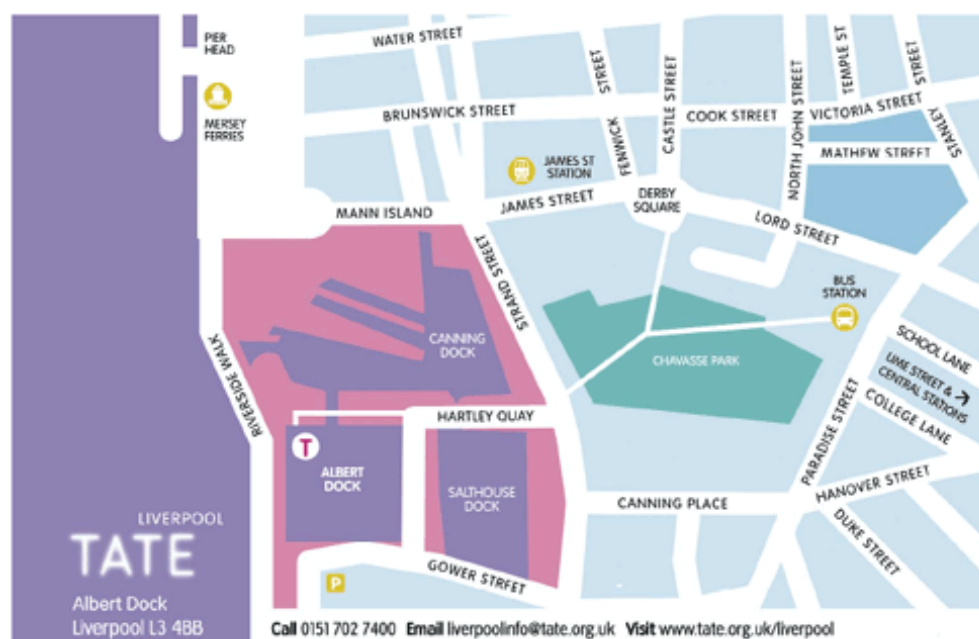 PIER
HEAD
MERSEY
FERRIES
WATER STREET
BRUNSWICK STREET
FENWICK STREET
CASTLE STREET
COOK STREET
NORTH JOHN STREET
TEMPLE ST
VICTORIA STREET
STANLEY STREET
MATHEW STREET
JAMES ST
STATION
JAMES STREET
DERBY
SQUARE
LORD STREET
MANN ISLAND
STRAND STREET
BUS
STATION
CANNING
DOCK
CHAVASSE PARK
RIVERSIDE WALK
SCHOOL LANE
LIME STREET &
CENTRAL STATIONS
COLLEGE LANE
PARADISE STREET
HARTLEY QUAY
T
ALBERT
DOCK
SALTHOUSE
DOCK
CANNING PLACE
HANOVER STREET
DUKE STREET
GOWER STREET
P
LIVERPOOL
TATE
Albert Dock
Liverpool L3 4BB
Call 0151 702 7400 Email liverpoolinfo@tate.org.uk Visit www.tate.org.uk/liverpool